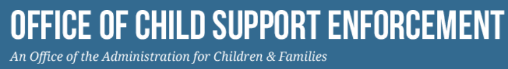 OFFICE OF CHILD SUPPORT ENFORCEMENT
An Office of the Administration for Children & Families